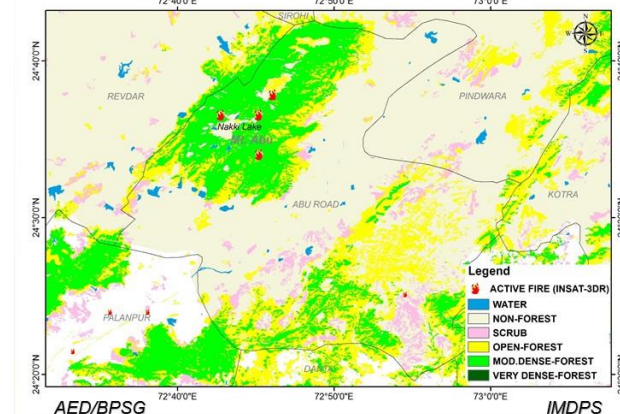 72°40'0"E 72°50'0"E 73°0'0"E
SIROHI
N
W E
S
24°40'0"N
REVDAR
PINDWARA
Nakki Lake
Mt. Abu
KOTRA
ABU ROAD
24°30'0"N
Legend
ACTIVE FIRE (INSAT-3DR)
WATER
NON-FOREST
SCRUB
OPEN-FOREST
MOD.DENSE-FOREST
VERY DENSE-FOREST
PALANPUR
DANTA
24°20'0"N
72°40'0"E 72°50'0"E 73°0'0"E
AED/BPSG IMDPS